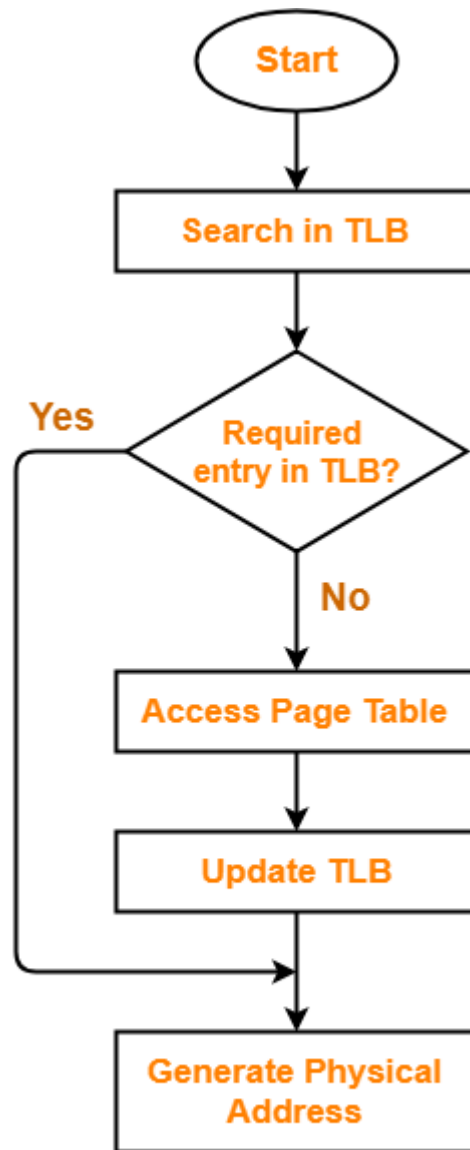 Start
Search in TLB
Yes
Required
entry in TLB?
No
Access Page Table
Update TLB
Generate Physical
Address